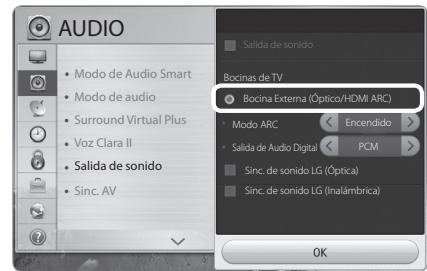 AUDIO
• Modo de Audio Smart
• Modo de audio
• Surround Virtual Plus
• Voz Clara II
• Salida de sonido
• Sinc. AV
Salida de sonido
Bocinas de TV
Bocina Externa (Óptico/HDMI ARC)
• Modo ARC < Encendido >
• Salida de Audio Digital < PCM >
Sinc. de sonido LG (Óptica)
Sinc. de sonido LG (Inalámbrica)
OK